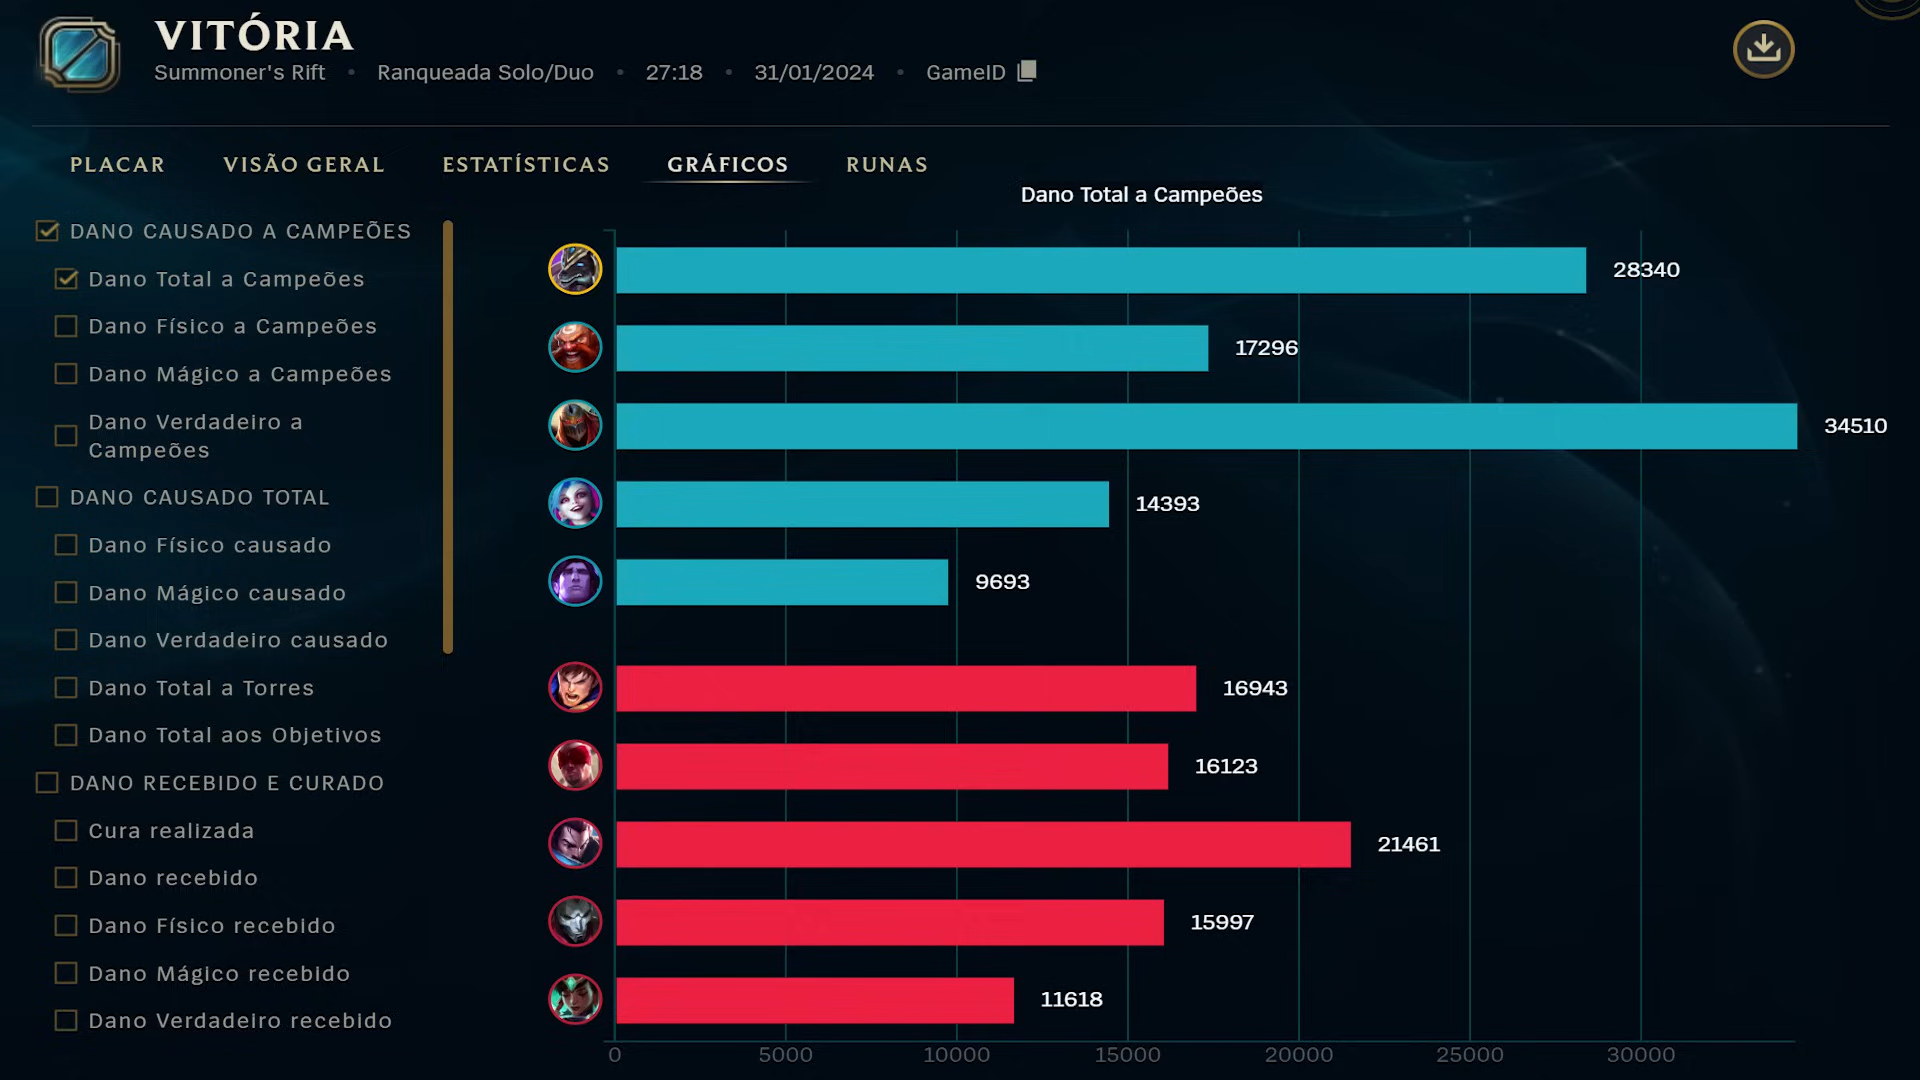 VITÓRIA
Summoner's Rift • Ranqueada Solo/Duo • 27:18 • 31/01/2024 • GameID
PLACAR VISÃO GERAL ESTATÍSTICAS GRÁFICOS RUNAS
Dano Total a Campeões
DANO CAUSADO A CAMPEÕES
Dano Total a Campeões
Dano Físico a Campeões
Dano Mágico a Campeões
Dano Verdadeiro a
Campeões
DANO CAUSADO TOTAL
Dano Físico causado
Dano Mágico causado
Dano Verdadeiro causado
Dano Total a Torres
Dano Total aos Objetivos
DANO RECEBIDO E CURADO
Cura realizada
Dano recebido
Dano Físico recebido
Dano Mágico recebido
Dano Verdadeiro recebido
28340
17296
34510
14393
9693
16943
16123
21461
15997
11618
0 5000 10000 15000 20000 25000 30000